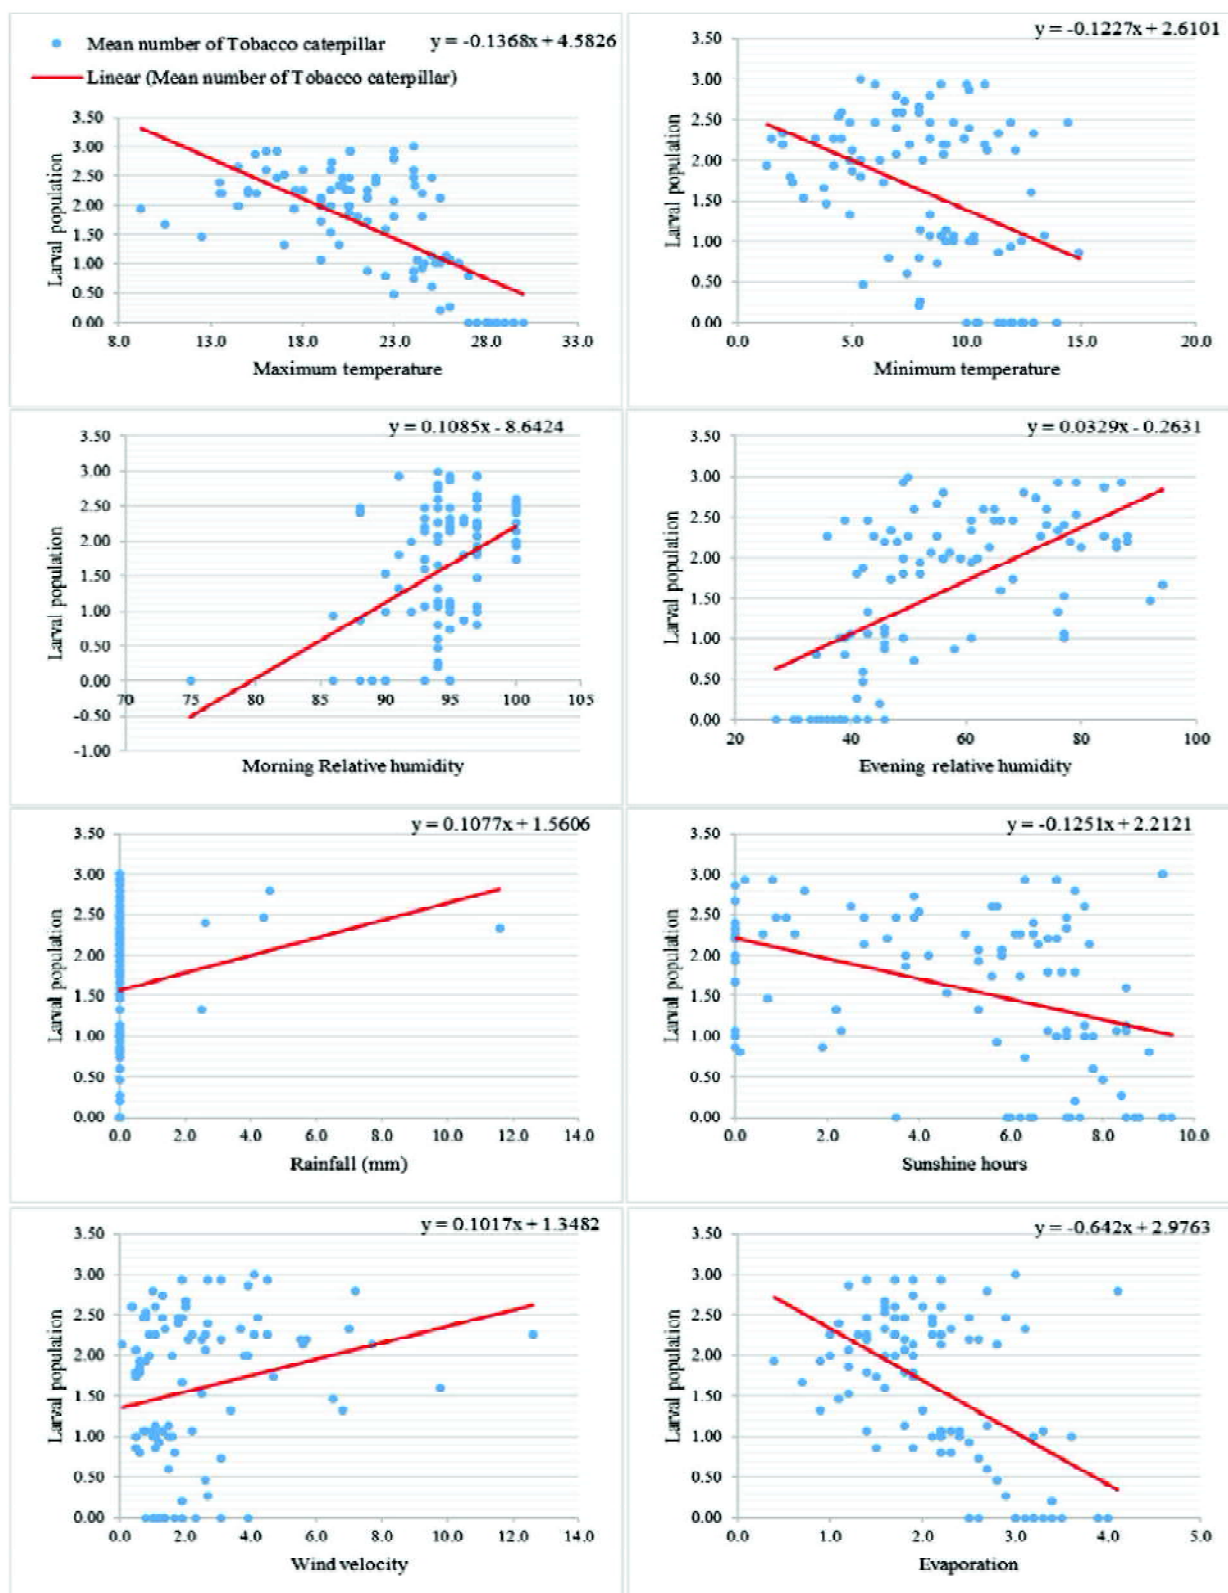 Mean number of Tobacco caterpillar
y = -0.1368x + 4.5826
Linear (Mean number of Tobacco caterpillar)
3.50
3.00
2.50
2.00
1.50
1.00
0.50
0.00
Larval population
8.0 13.0 18.0 23.0 28.0 33.0
Maximum temperature
y = -0.1227x + 2.6101
3.50
3.00
2.50
2.00
1.50
1.00
0.50
0.00
Larval population
0.0 5.0 10.0 15.0 20.0
Minimum temperature
y = 0.1085x - 8.6424
3.50
3.00
2.50
2.00
1.50
1.00
0.50
0.00
-0.50
-1.00
Larval population
70 75 80 85 90 95 100 105
Morning Relative humidity
y = 0.0329x - 0.2631
3.50
3.00
2.50
2.00
1.50
1.00
0.50
0.00
Larval population
20 40 60 80 100
Evening relative humidity
y = 0.1077x + 1.5606
3.50
3.00
2.50
2.00
1.50
1.00
0.50
0.00
Larval population
0.0 2.0 4.0 6.0 8.0 10.0 12.0 14.0
Rainfall (mm)
y = -0.1251x + 2.2121
3.50
3.00
2.50
2.00
1.50
1.00
0.50
0.00
Larval population
0.0 2.0 4.0 6.0 8.0 10.0
Sunshine hours
y = 0.1017x + 1.3482
3.50
3.00
2.50
2.00
1.50
1.00
0.50
0.00
Larval population
0.0 2.0 4.0 6.0 8.0 10.0 12.0 14.0
Wind velocity
y = -0.642x + 2.9763
3.50
3.00
2.50
2.00
1.50
1.00
0.50
0.00
Larval population
0.0 1.0 2.0 3.0 4.0 5.0
Evaporation